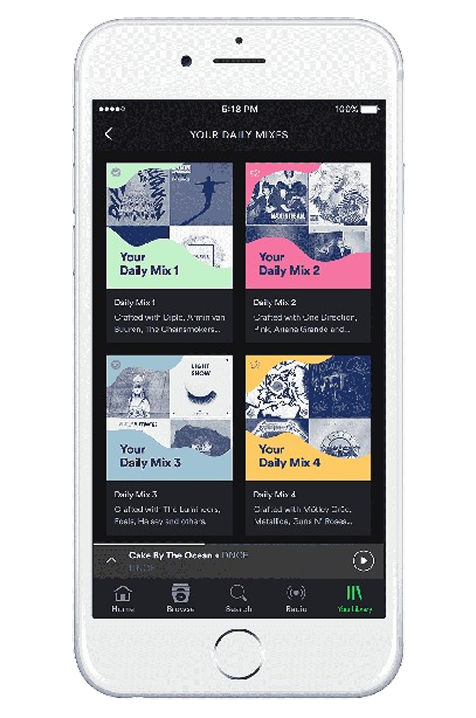 5:18 PM
100%
YOUR DAILY MIXES
Your
Daily Mix 1
Daily Mix 1
Crafted with Diplo, Armin van
Buuren, The Chainsmokers...
MAINSTREAM
Your
Daily Mix 2
Daily Mix 2
Crafted with One Direction,
P!nk, Ariana Grande and...
Your
Daily Mix 3
LIGHT
SHOW
Daily Mix 3
Crafted with The Lumineers,
Foals, Halsey and others.
Your
Daily Mix 4
Daily Mix 4
Crafted with Mötley Crüe,
Metallica, Guns N' Roses...
Cake By The Ocean • DNCE
DNCE
Home
Browse
Search
Radio
Your Library